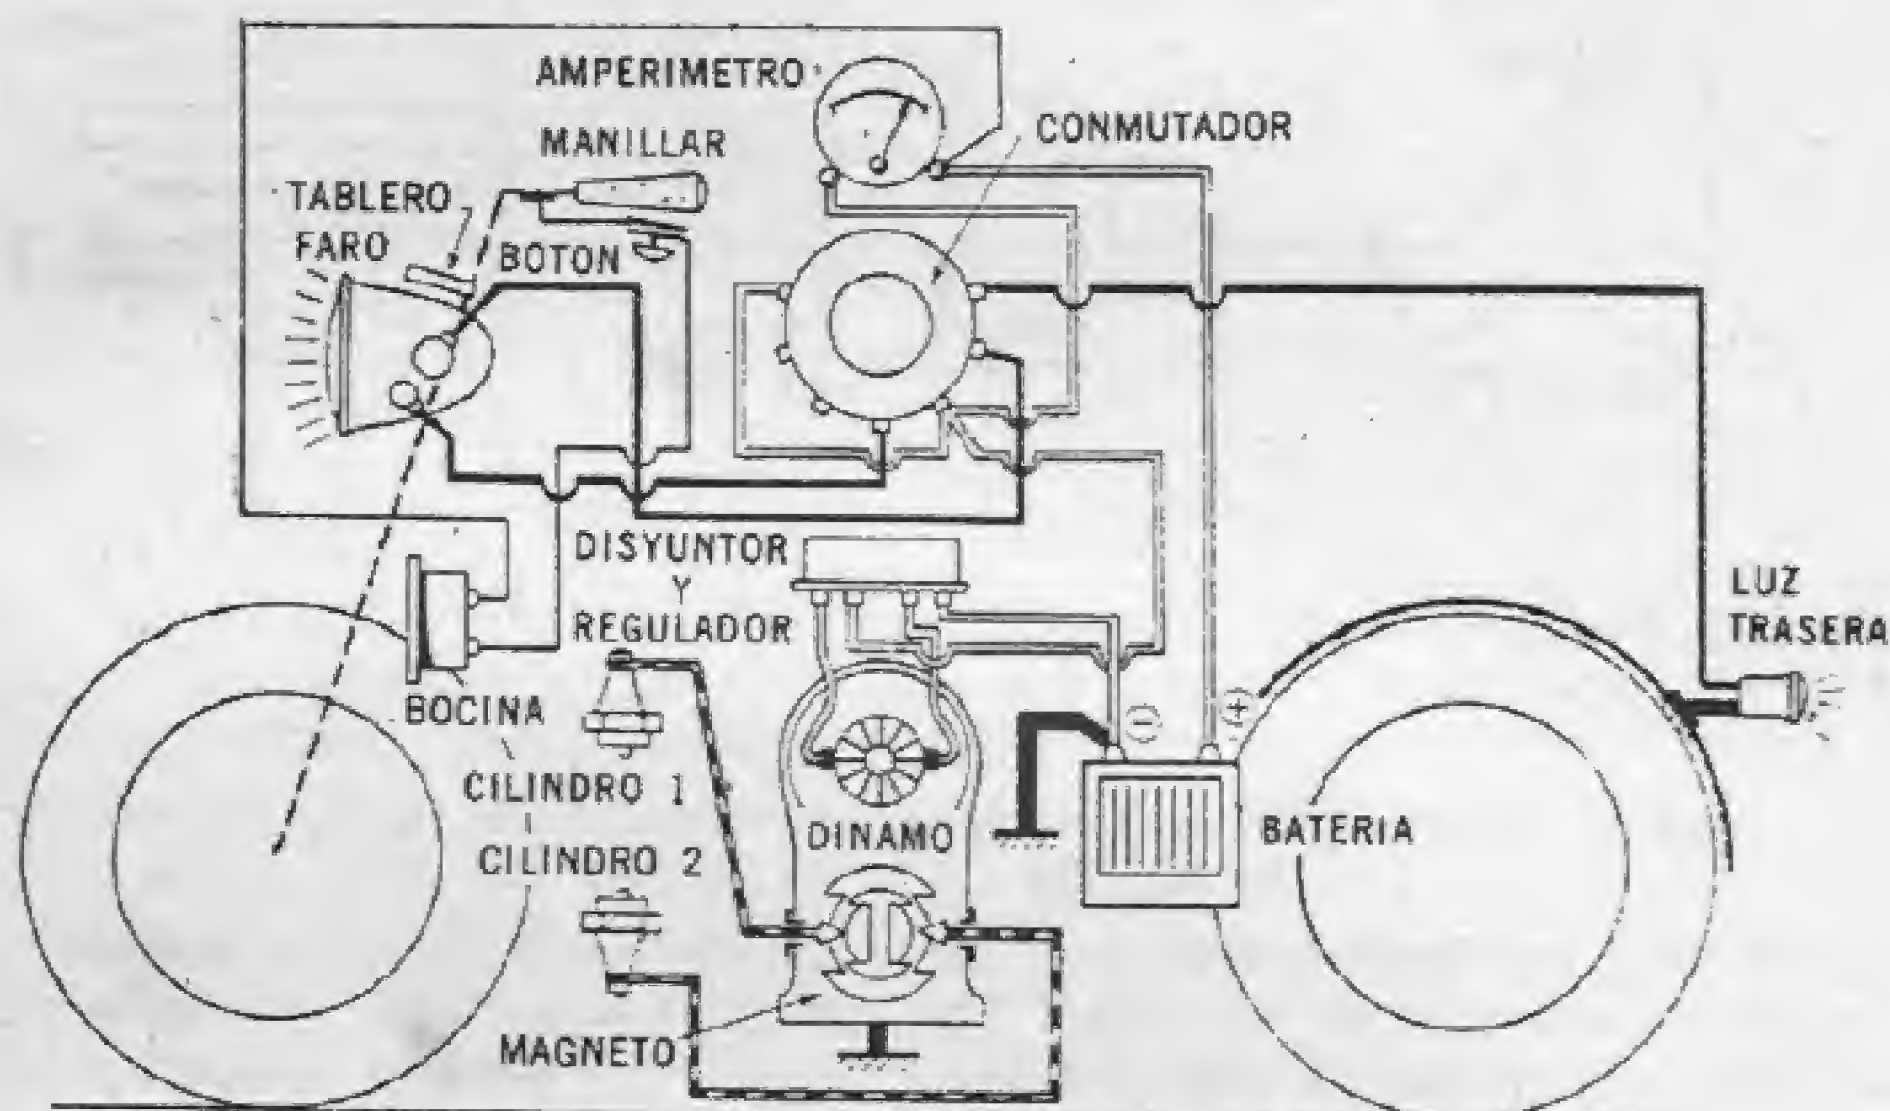 AMPERIMETRO
MANILLAR
CONMUTADOR
TABLERO
FARO
BOTON
DISYUNTOR
Y
REGULADOR
LUZ
TRASERA
BOCINA
CILINDRO 1
CILINDRO 2
DINAMO
BATERIA
MAGNETO
- +